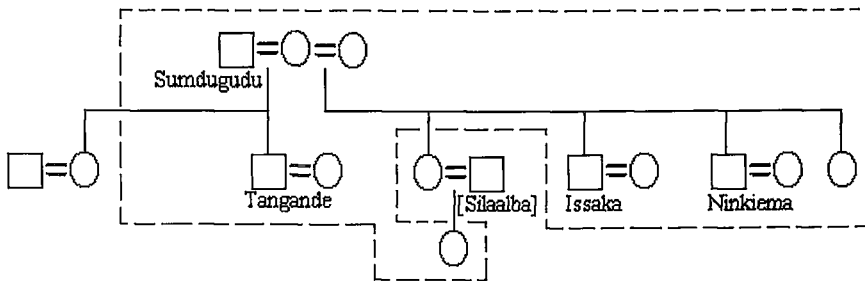 Sumdugudu
Tangande
[Silaalba]
Issaka
Ninkiema